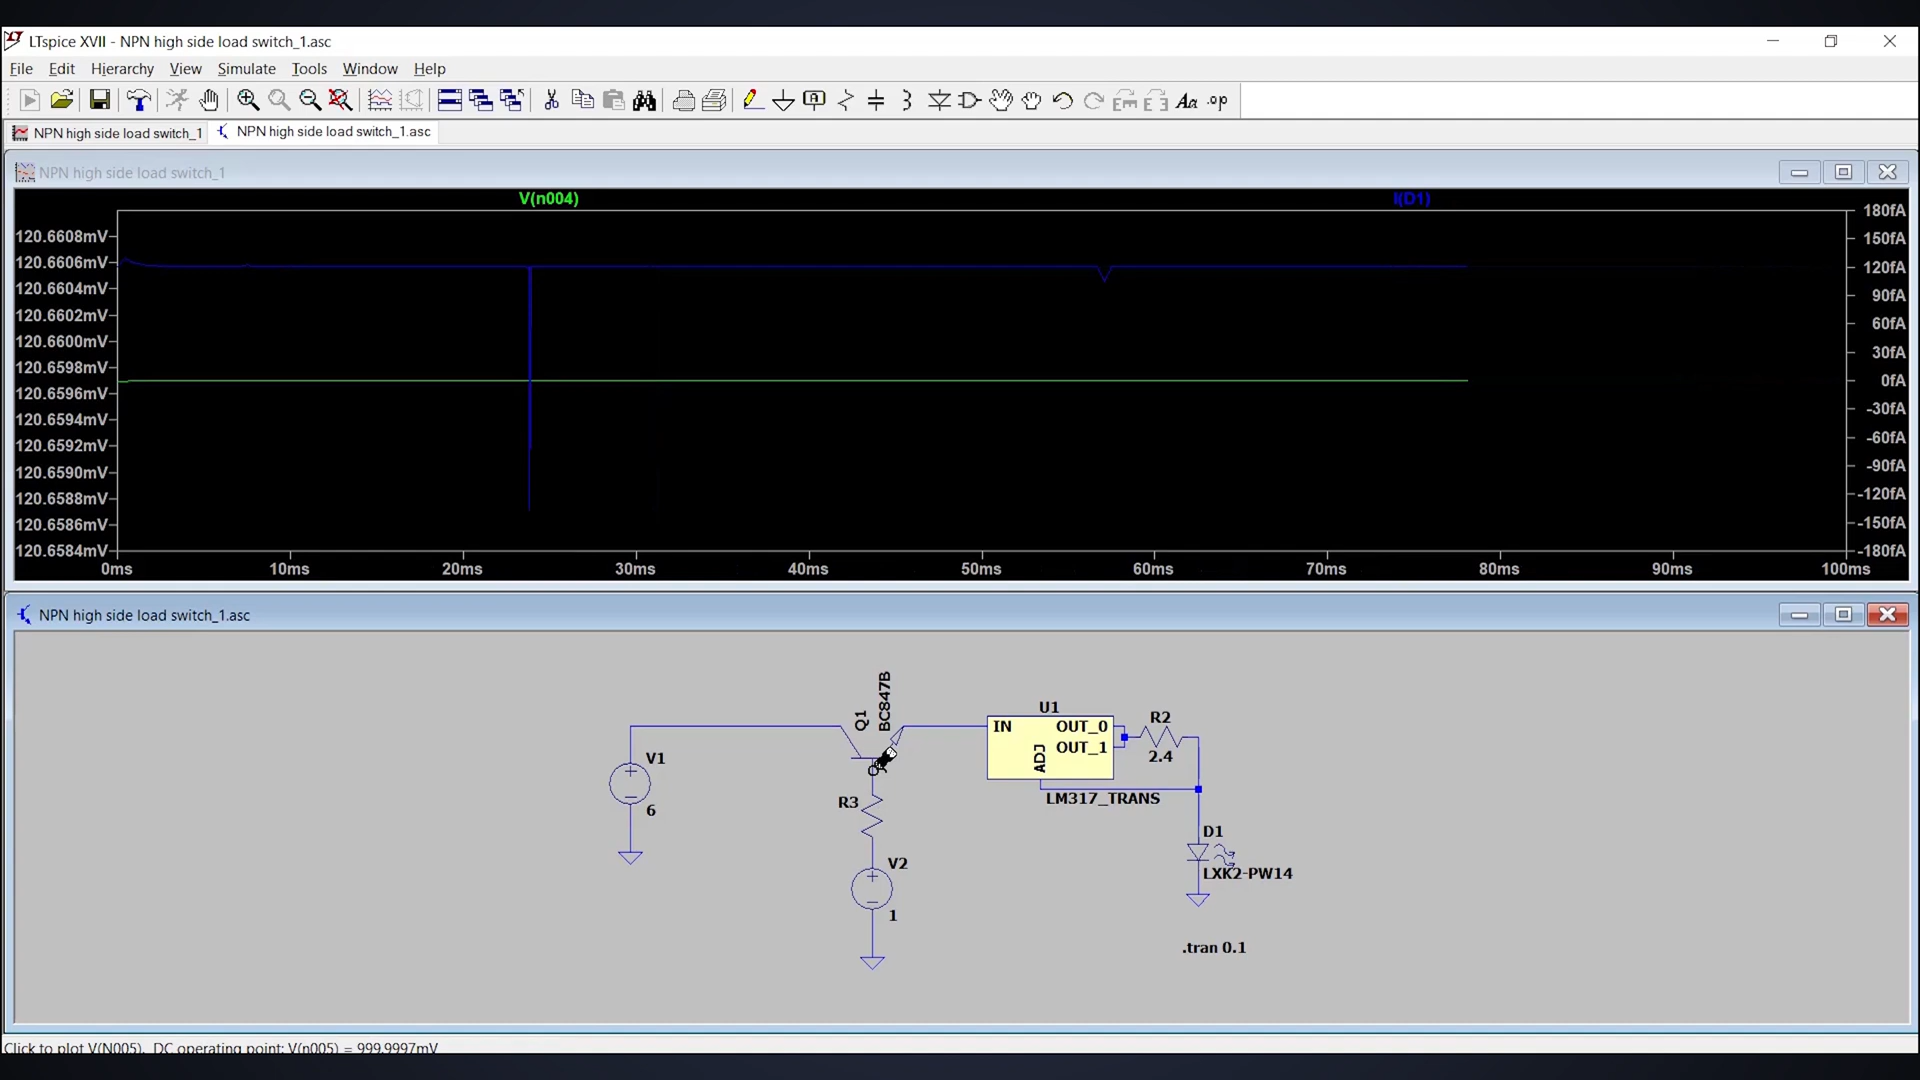 LTspice XVII - NPN high side load switch_1.asc
File Edit Hierarchy View Simulate Tools Window Help
Aa .op
NPN high side load switch_1 NPN high side load switch_1.asc
NPN high side load switch_1
V(n004) I(D1)
120.6608mV
120.6606mV
120.6604mV
120.6602mV
120.6600mV
120.6598mV
120.6596mV
120.6594mV
120.6592mV
120.6590mV
120.6588mV
120.6586mV
120.6584mV
180fA
150fA
120fA
90fA
60fA
30fA
0fA
-30fA
-60fA
-90fA
-120fA
-150fA
-180fA
0ms 10ms 20ms 30ms 40ms 50ms 60ms 70ms 80ms 90ms 100ms
NPN high side load switch_1.asc
V1
6
Q1
BC847B
R3
V2
1
U1
IN OUT_0
OUT_1
ADJ
LM317_TRANS
R2
2.4
D1
LXK2-PW14
.tran 0.1
Click to plot V(N005). DC operating point: V(n005) = 999.9997mV